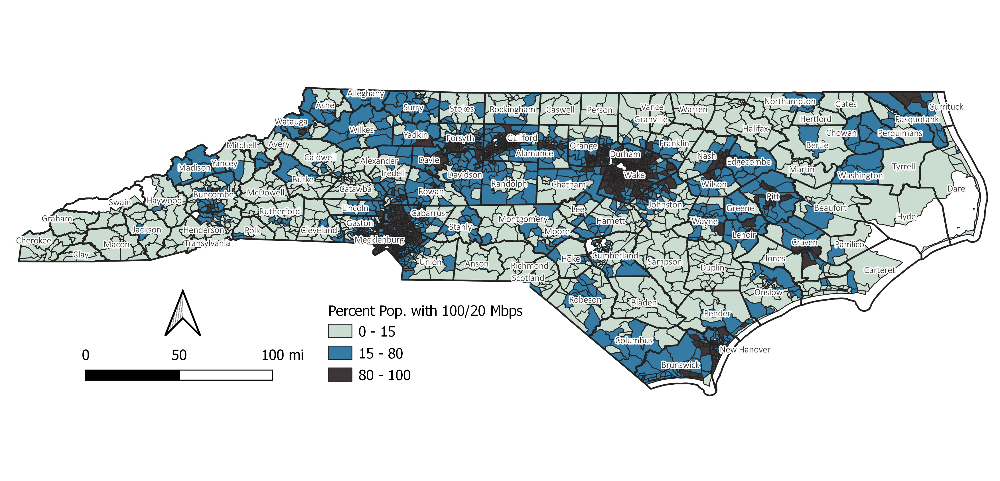 Alleghany
Ashe
Surry
Stokes
Rockingham
Caswell
Person
Vance
Granville
Warren
Northampton
Gates
Currituck
Hertford
Pasquotank
Watauga
Wilkes
Yadkin
Forsyth
Guilford
Halifax
Chowan
Perquimans
Mitchell
Avery
Caldwell
Alexander
Davie
Alamance
Orange
Durham
Franklin
Nash
Edgecombe
Bertie
Madison
Yancey
Burke
Iredell
Davidson
Randolph
Chatham
Wake
Wilson
Martin
Washington
Tyrrell
Dare
Buncombe
McDowell
Catawba
Rowan
Pitt
Swain
Haywood
Rutherford
Lincoln
Cabarrus
Montgomery
Lee
Johnston
Greene
Beaufort
Hyde
Graham
Jackson
Henderson
Polk
Cleveland
Gaston
Stanly
Moore
Harnett
Wayne
Lenoir
Craven
Pamlico
Cherokee
Macon
Transylvania
Mecklenburg
Clay
Union
Anson
Richmond
Scotland
Hoke
Cumberland
Sampson
Duplin
Jones
Carteret
Robeson
Bladen
Onslow
Pender
Columbus
Brunswick
New Hanover
Percent Pop. with 100/20 Mbps
0 - 15
15 - 80
80 - 100
0 50 100 mi